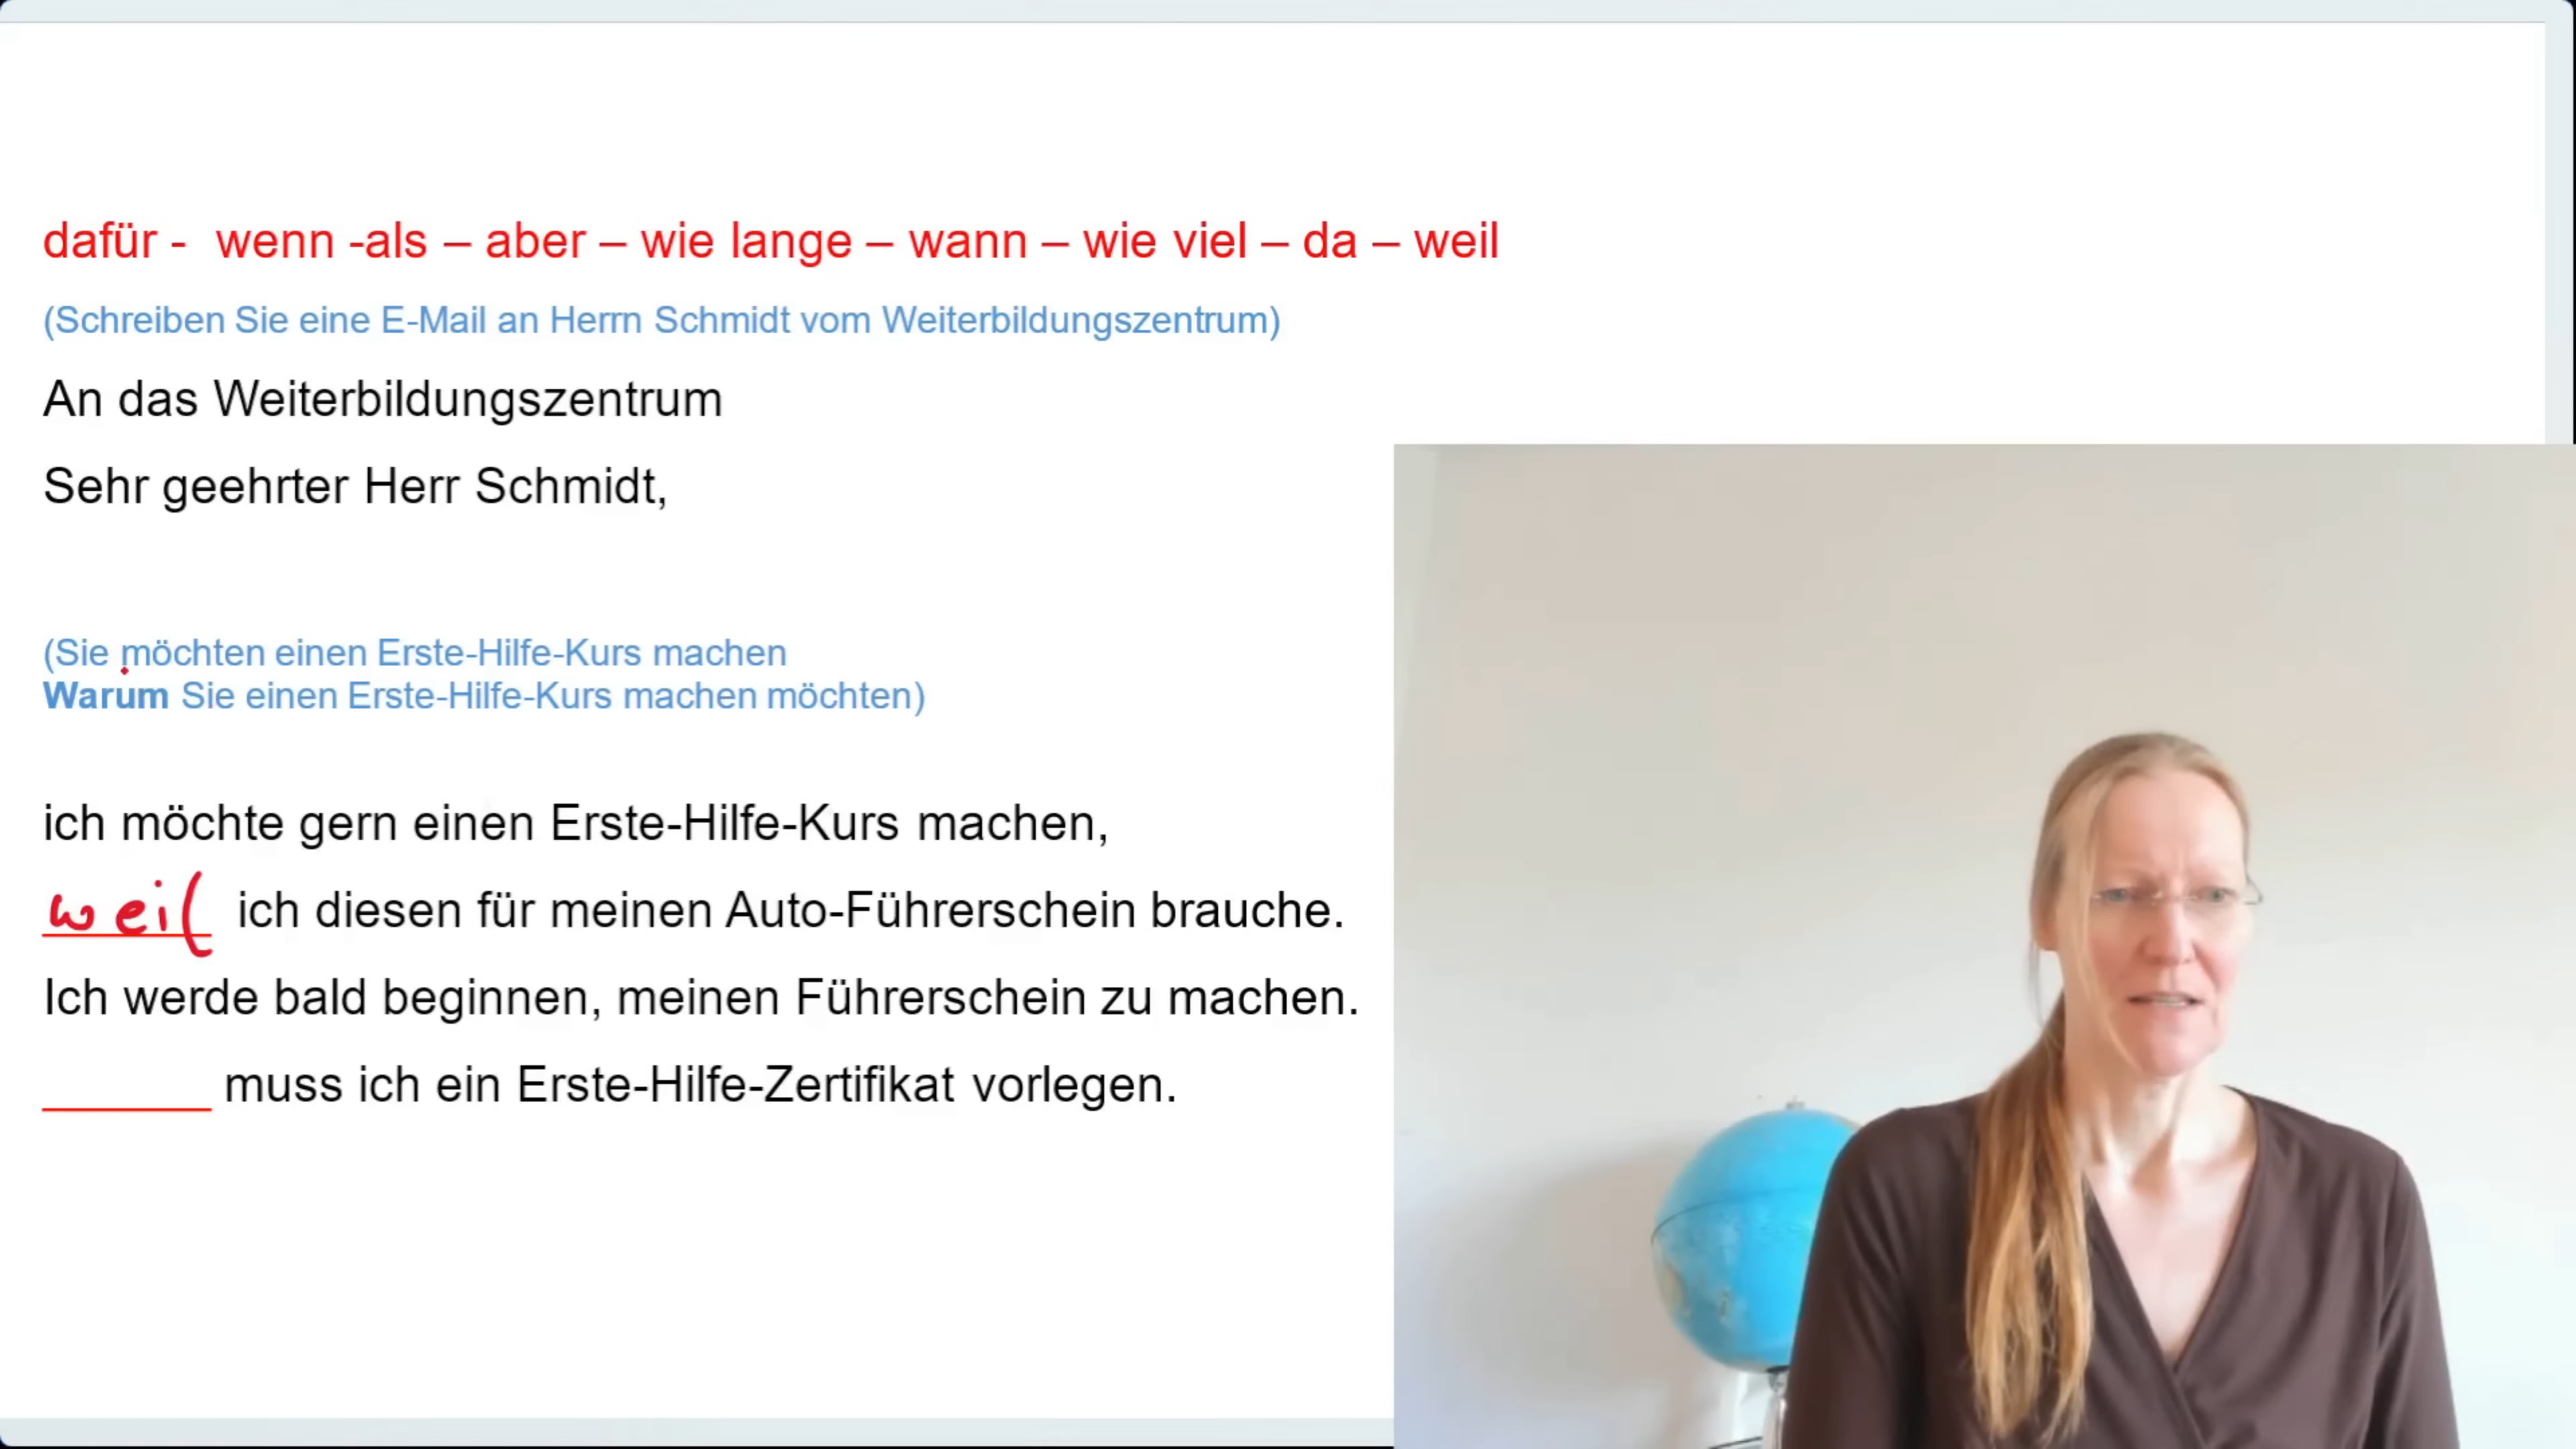 dafür - wenn -als – aber – wie lange – wann – wie viel – da – weil
(Schreiben Sie eine E-Mail an Herrn Schmidt vom Weiterbildungszentrum)
An das Weiterbildungszentrum
Sehr geehrter Herr Schmidt,
(Sie möchten einen Erste-Hilfe-Kurs machen
Warum Sie einen Erste-Hilfe-Kurs machen möchten)
ich möchte gern einen Erste-Hilfe-Kurs machen,
weil ich diesen für meinen Auto-Führerschein brauche.
Ich werde bald beginnen, meinen Führerschein zu machen.
______ muss ich ein Erste-Hilfe-Zertifikat vorlegen.